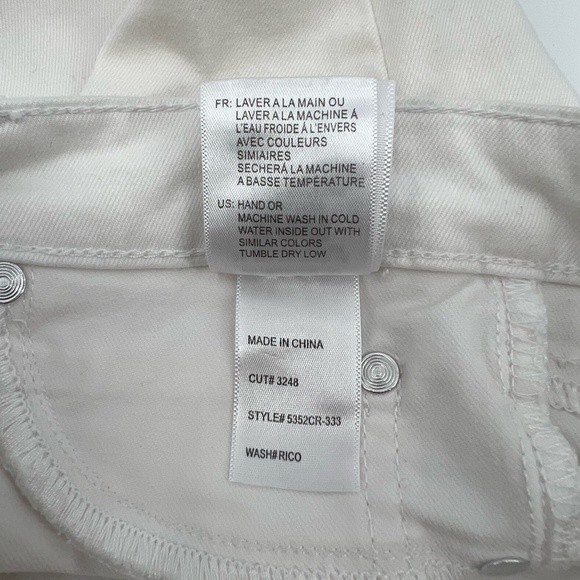 FR: LAVER A LA MAIN OU
LAVER A LA MACHINE Á
L'EAU FROIDE Á L'ENVERS
AVEC COULEURS
SIMIAIRES
SECHERÁ LA MACHINE
A BASSE TEMPÉRATURE
US: HAND OR
MACHINE WASH IN COLD
WATER INSIDE OUT WITH
SIMILAR COLORS
TUMBLE DRY LOW
MADE IN CHINA
CUT# 3248
STYLE# 5352CR-333
WASH#RICO